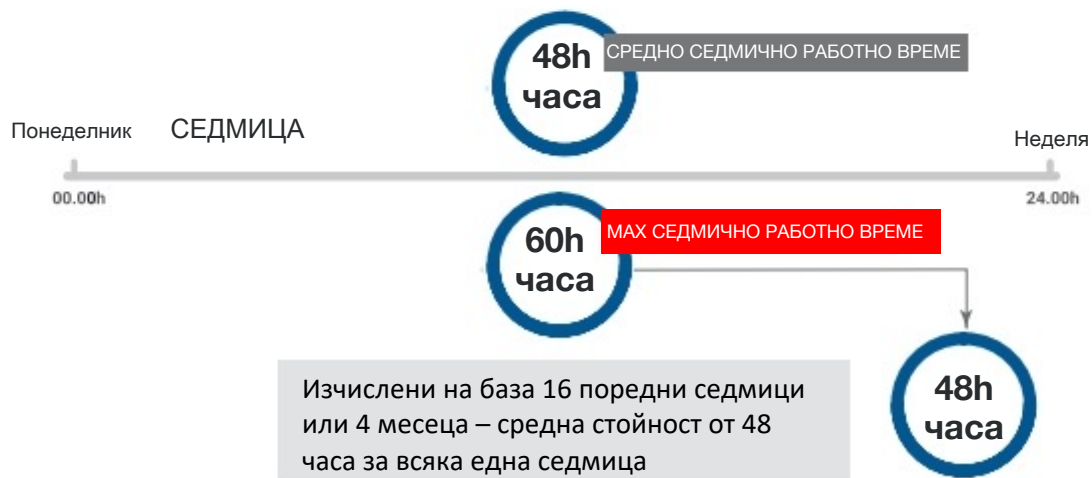 48h
часа
СРЕДНО СЕДМИЧНО РАБОТНО ВРЕМЕ
Понеделник
СЕДМИЦА
Неделя
00.00h
24.00h
60h
часа
MAX СЕДМИЧНО РАБОТНО ВРЕМЕ
48h
часа
Изчислени на база 16 поредни седмици
или 4 месеца – средна стойност от 48
часа за всяка една седмица